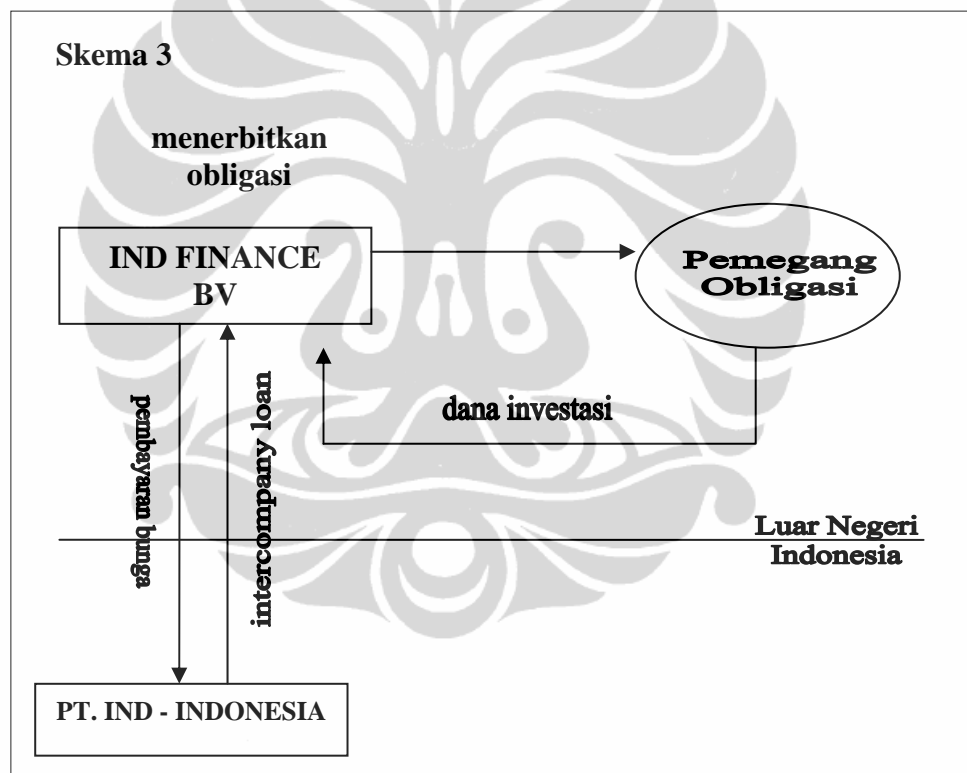 Skema 3
menerbitkan
obligasi
IND FINANCE
BV
Pemegang
Obligasi
dana investasi
pembayaran bunga
intercompany loan
Luar Negeri
Indonesia
PT. IND - INDONESIA